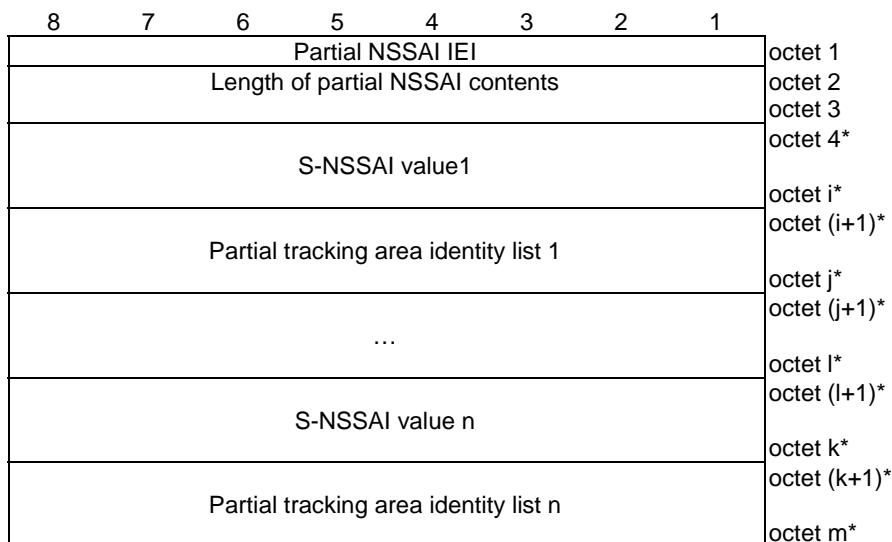 8 7 6 5 4 3 2 1
Partial NSSAI IEI octet 1
Length of partial NSSAI contents octet 2
octet 3
octet 4*
S-NSSAI value1
octet i*
octet (i+1)*
Partial tracking area identity list 1
octet j*
octet (j+1)*
…
octet l*
octet (l+1)*
S-NSSAI value n
octet k*
octet (k+1)*
Partial tracking area identity list n
octet m*